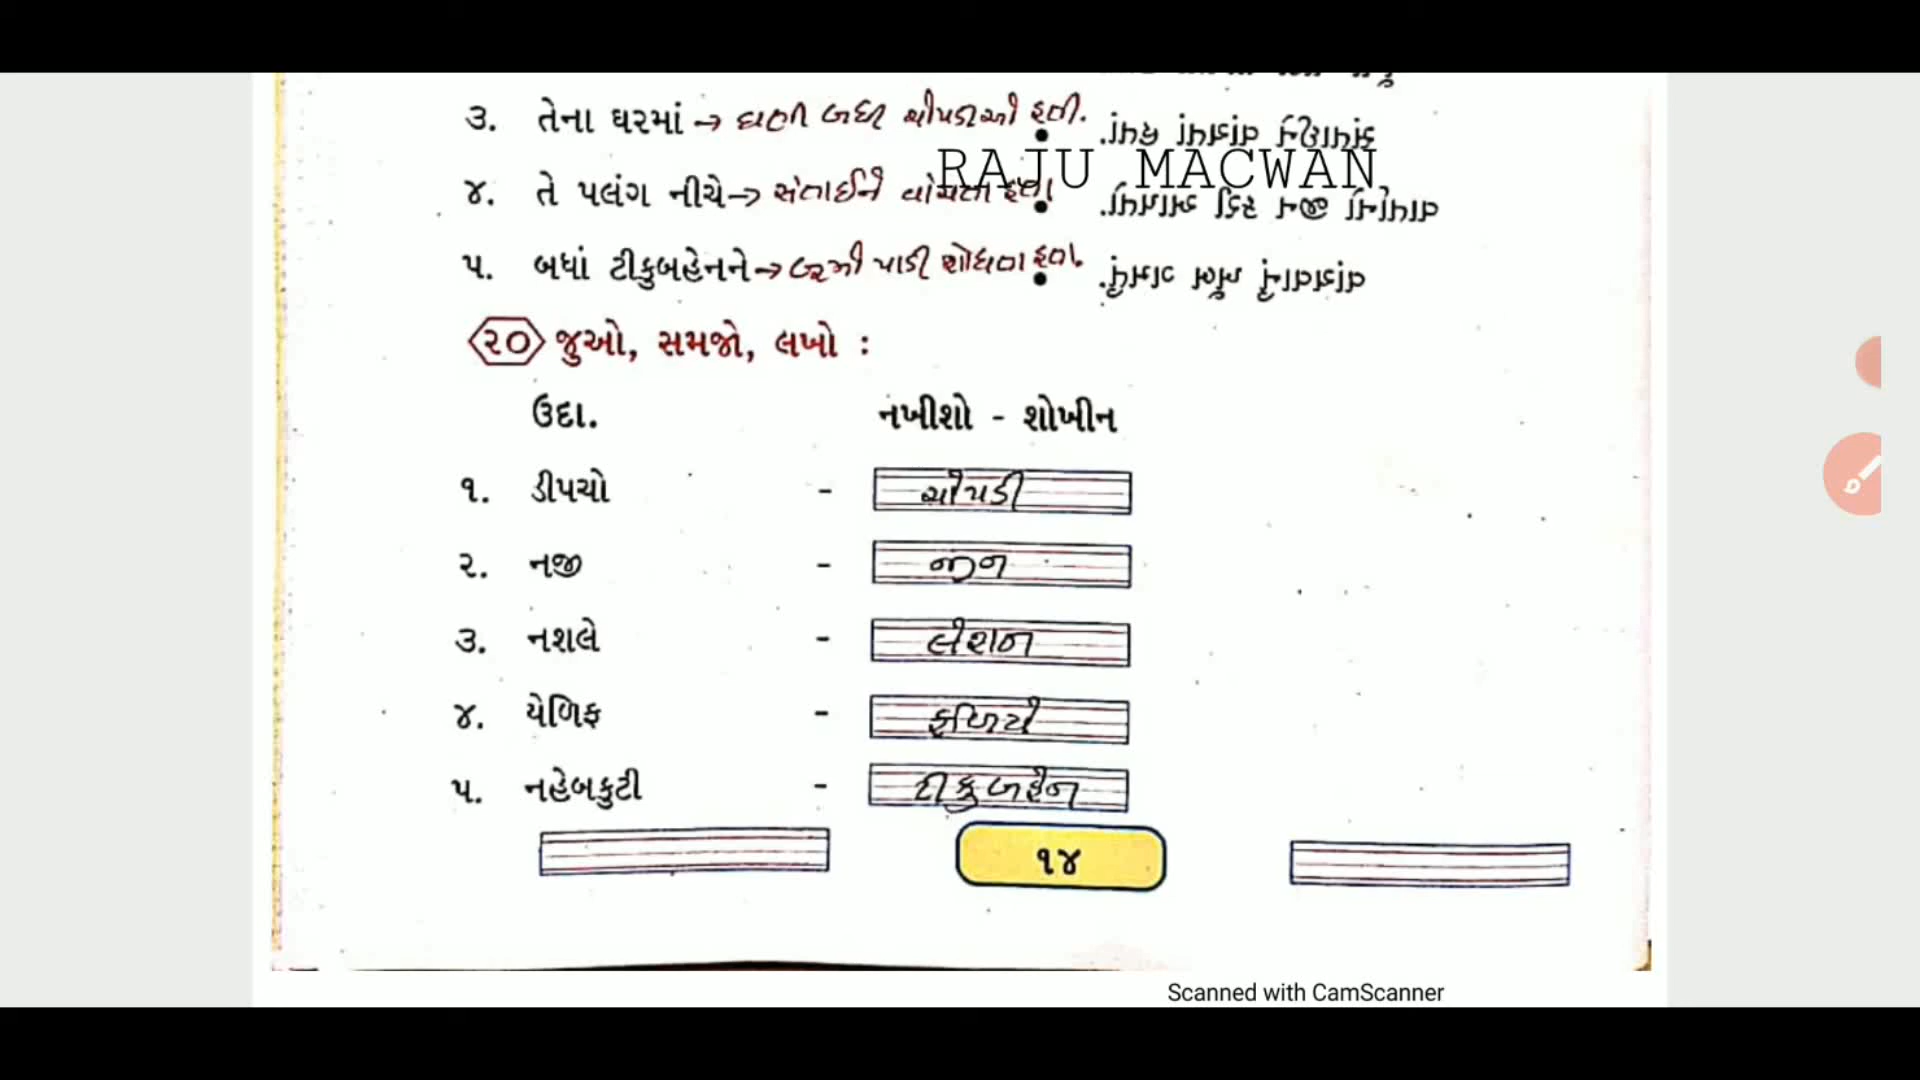 ૩. તેના ઘરમાં → ઘણી બધી ચોપડીઓ હતી.
RAJU MACWAN
૪. તે પલંગ નીચે → સંતાઈને વાંચતા હતા
૫. બધાં ટીકુબહેનને → બૂમો પાડી શોધતા હતા.
૨૦ જુઓ, સમજો, લખો :
ઉદા. નખીશો - શોખીન
૧. ડીપચો - ચોપડી
૨. નજી - જીન
૩. નશલે - લેશન
૪. યેળિફ - ફળિયે
૫. નહેબકુટી - ટીકુબહેન
૧૪
Scanned with CamScanner